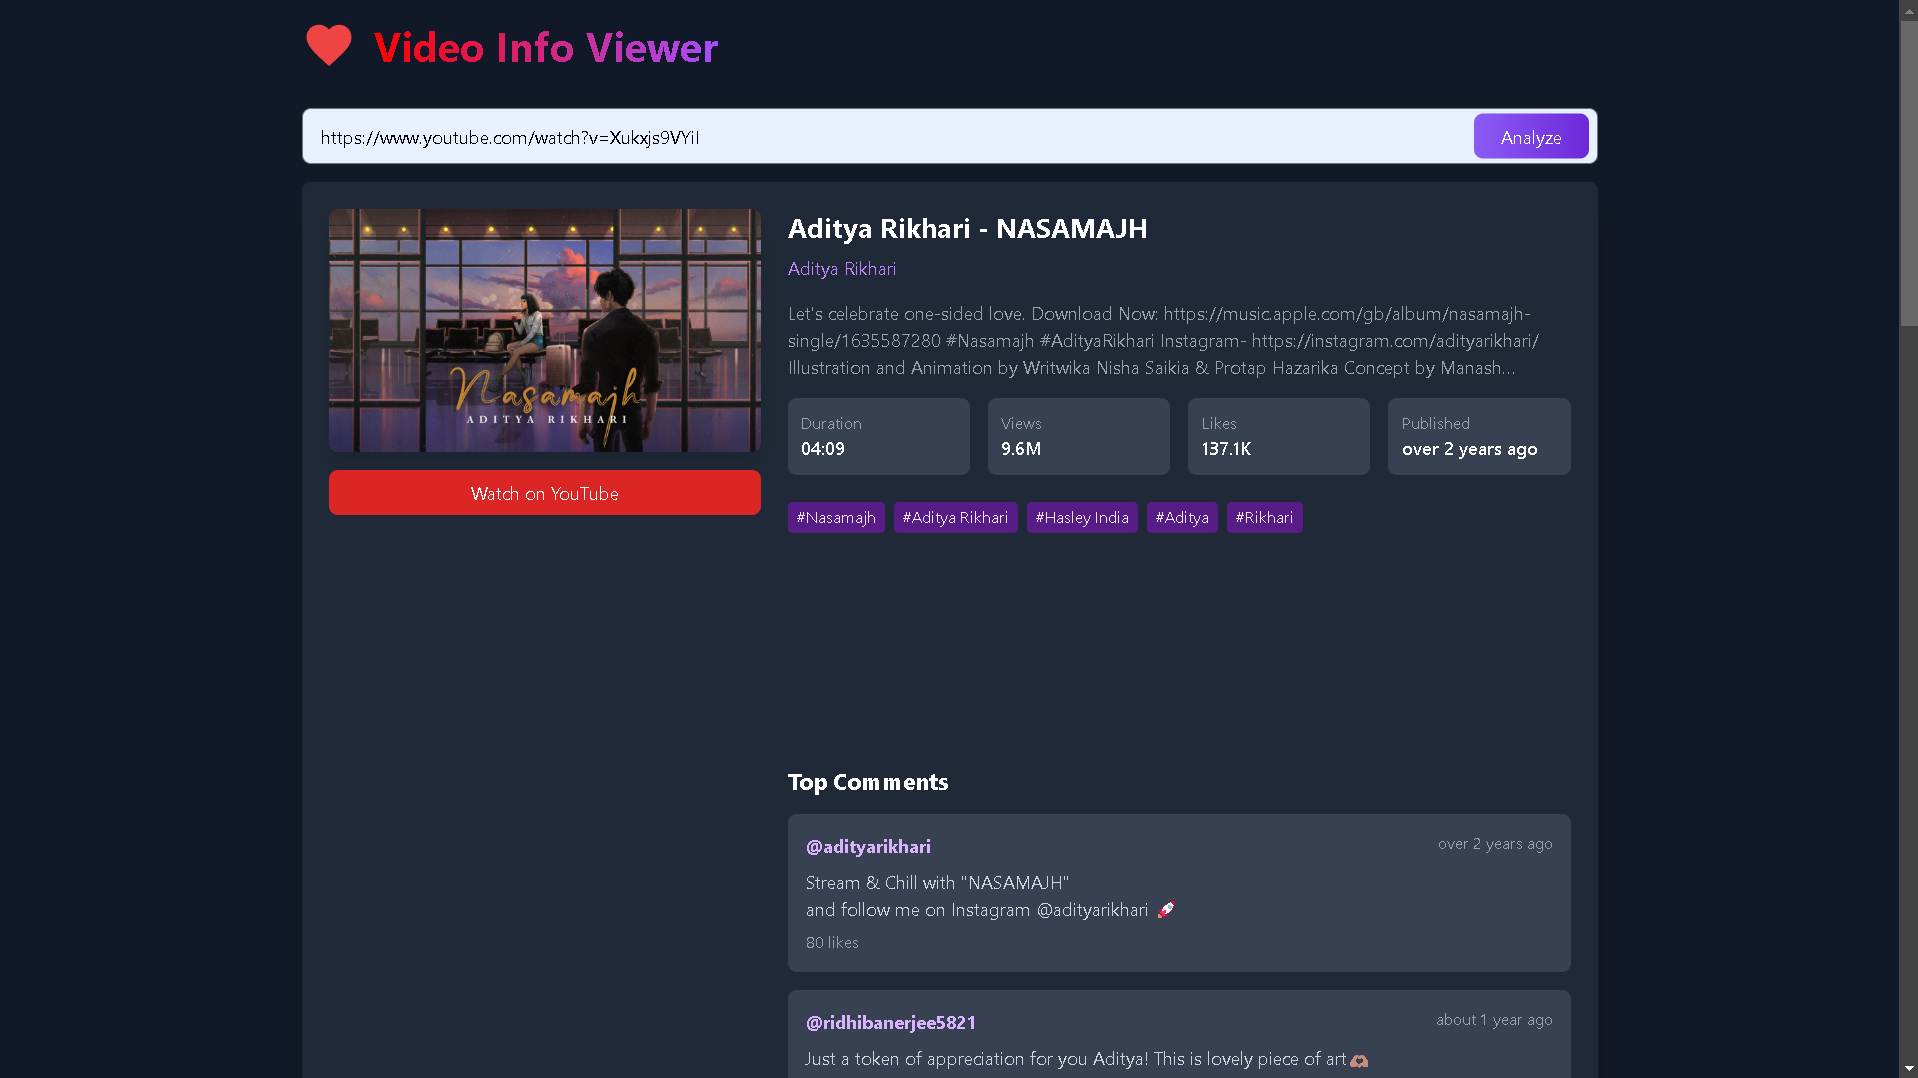 Video Info Viewer
https://www.youtube.com/watch?v=Xukxjs9VYiI
Analyze
Nasamajh
ADITYA RIKHARI
Watch on YouTube
Aditya Rikhari - NASAMAJH
Aditya Rikhari
Let's celebrate one-sided love. Download Now: https://music.apple.com/gb/album/nasamajh-
single/1635587280 #Nasamajh #AdityaRikhari Instagram- https://instagram.com/adityarikhari/
Illustration and Animation by Writwika Nisha Saikia & Protap Hazarika Concept by Manash...
Duration
04:09
Views
9.6M
Likes
137.1K
Published
over 2 years ago
#Nasamajh #Aditya Rikhari #Hasley India #Aditya #Rikhari
Top Comments
@adityarikhari over 2 years ago
Stream & Chill with "NASAMAJH"
and follow me on Instagram @adityarikhari 🚀
80 likes
@ridhibanerjee5821 about 1 year ago
Just a token of appreciation for you Aditya! This is lovely piece of art🫶🏽